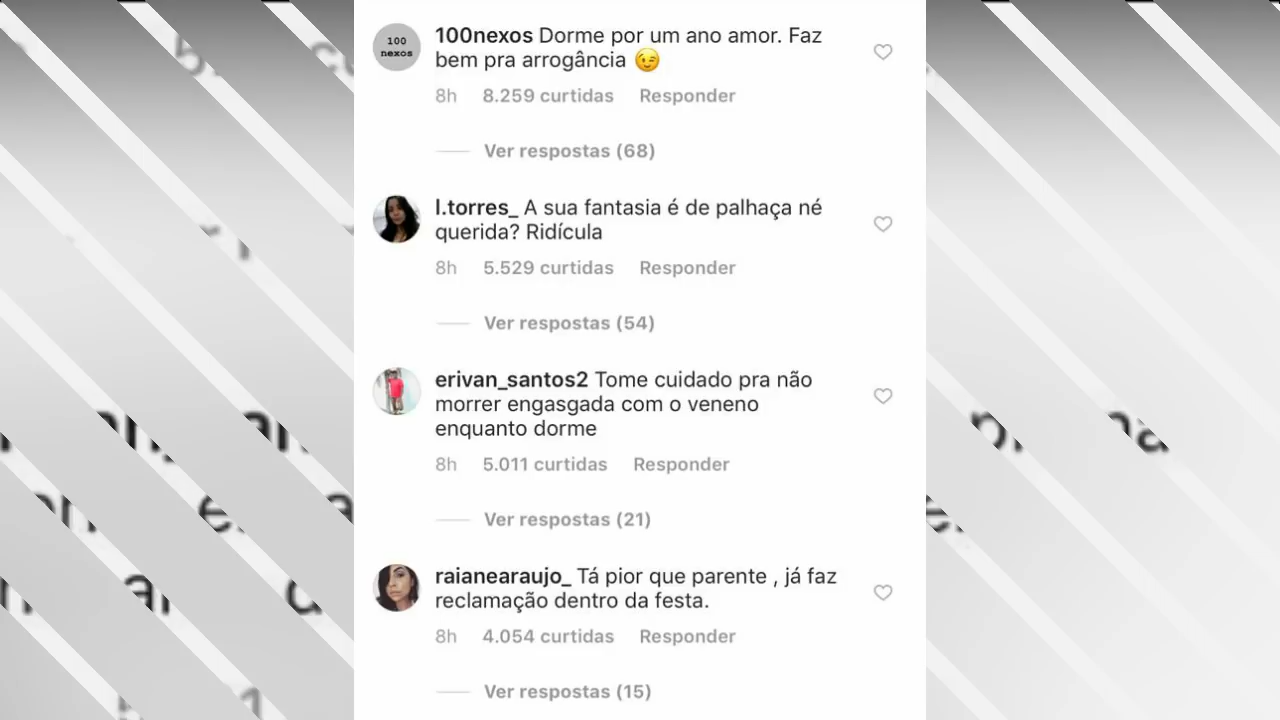 100
nexos
100nexos Dorme por um ano amor. Faz
bem pra arrogância 😉
8h 8.259 curtidas Responder
Ver respostas (68)
l.torres_ A sua fantasia é de palhaça né
querida? Ridícula
8h 5.529 curtidas Responder
Ver respostas (54)
erivan_santos2 Tome cuidado pra não
morrer engasgada com o veneno
enquanto dorme
8h 5.011 curtidas Responder
Ver respostas (21)
raianearaujo_ Tá pior que parente , já faz
reclamação dentro da festa.
8h 4.054 curtidas Responder
Ver respostas (15)